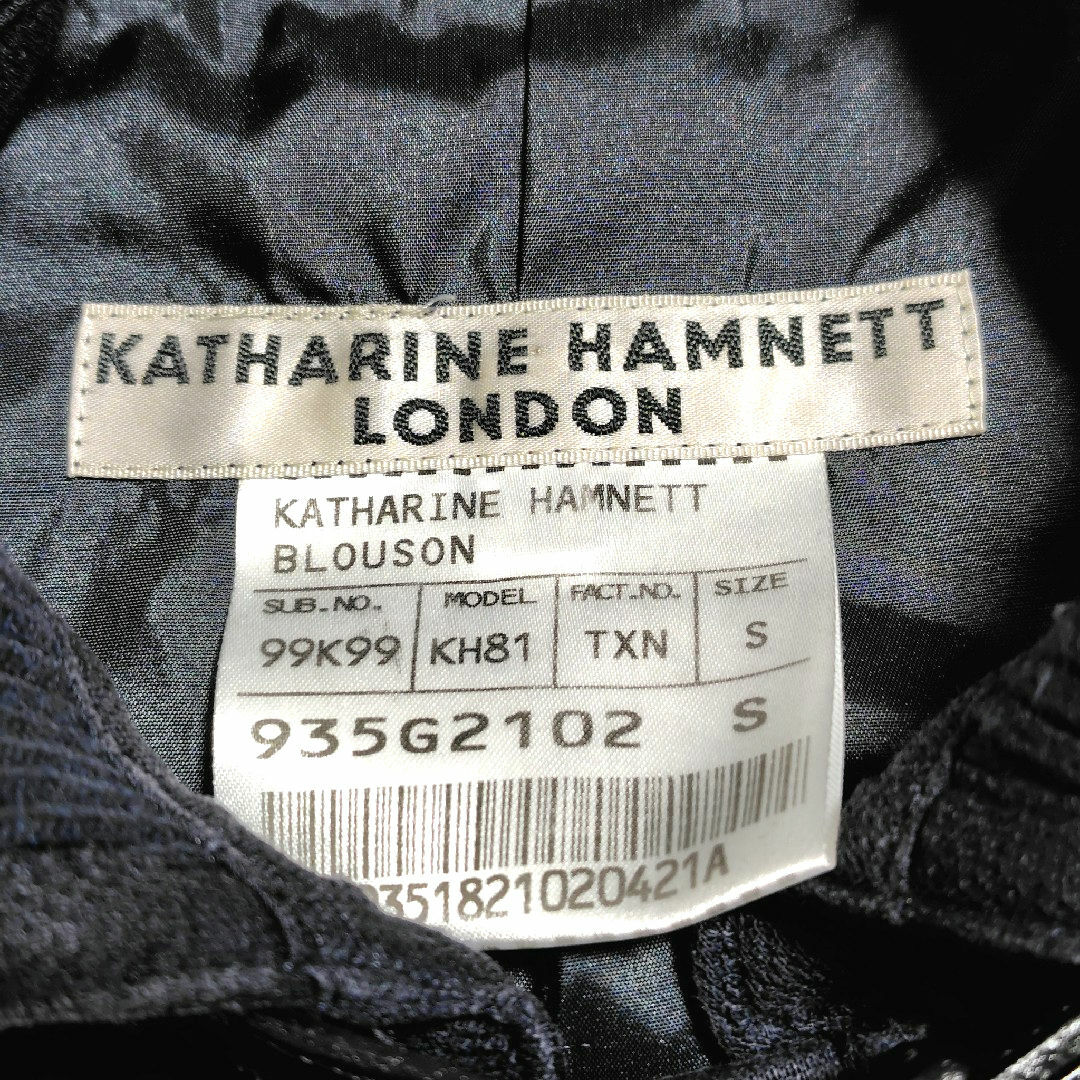 KATHARINE HAMNETT
LONDON
KATHARINE HAMNETT
BLOUSON
SUB.NO. MODEL FACT.NO. SIZE
99K99 KH81 TXN S
935G2102 S